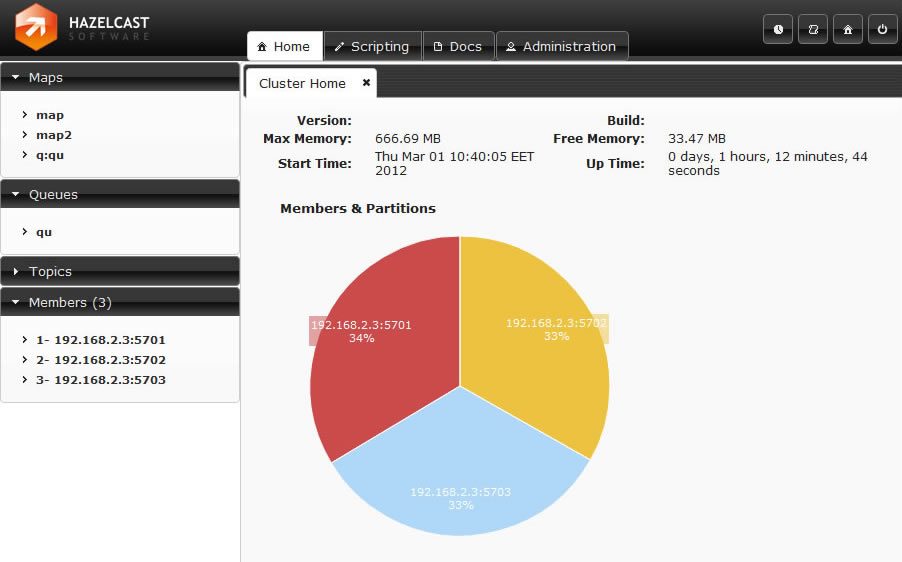 HAZELCAST
SOFTWARE
Home
Scripting
Docs
Administration
Maps
map
map2
q:qu
Queues
qu
Topics
Members (3)
1- 192.168.2.3:5701
2- 192.168.2.3:5702
3- 192.168.2.3:5703
Cluster Home
Version:
Build:
Max Memory: 666.69 MB
Free Memory: 33.47 MB
Start Time: Thu Mar 01 10:40:05 EET
2012
Up Time: 0 days, 1 hours, 12 minutes, 44
seconds
Members & Partitions
192.168.2.3:5701
34%
192.168.2.3:5702
33%
192.168.2.3:5703
33%